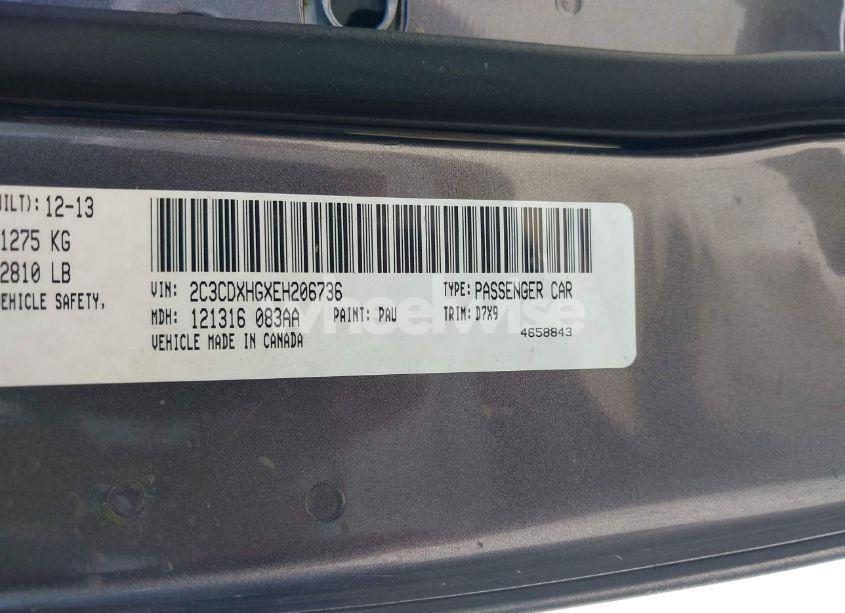 UILT): 12-13
1275 KG
2810 LB
EHICLE SAFETY,
VIN: 2C3CDXHGXEH206736 TYPE: PASSENGER CAR
MDH: 121316 083AA PAINT: PAU TRIM: D7X9
VEHICLE MADE IN CANADA 4658843
wheelwise